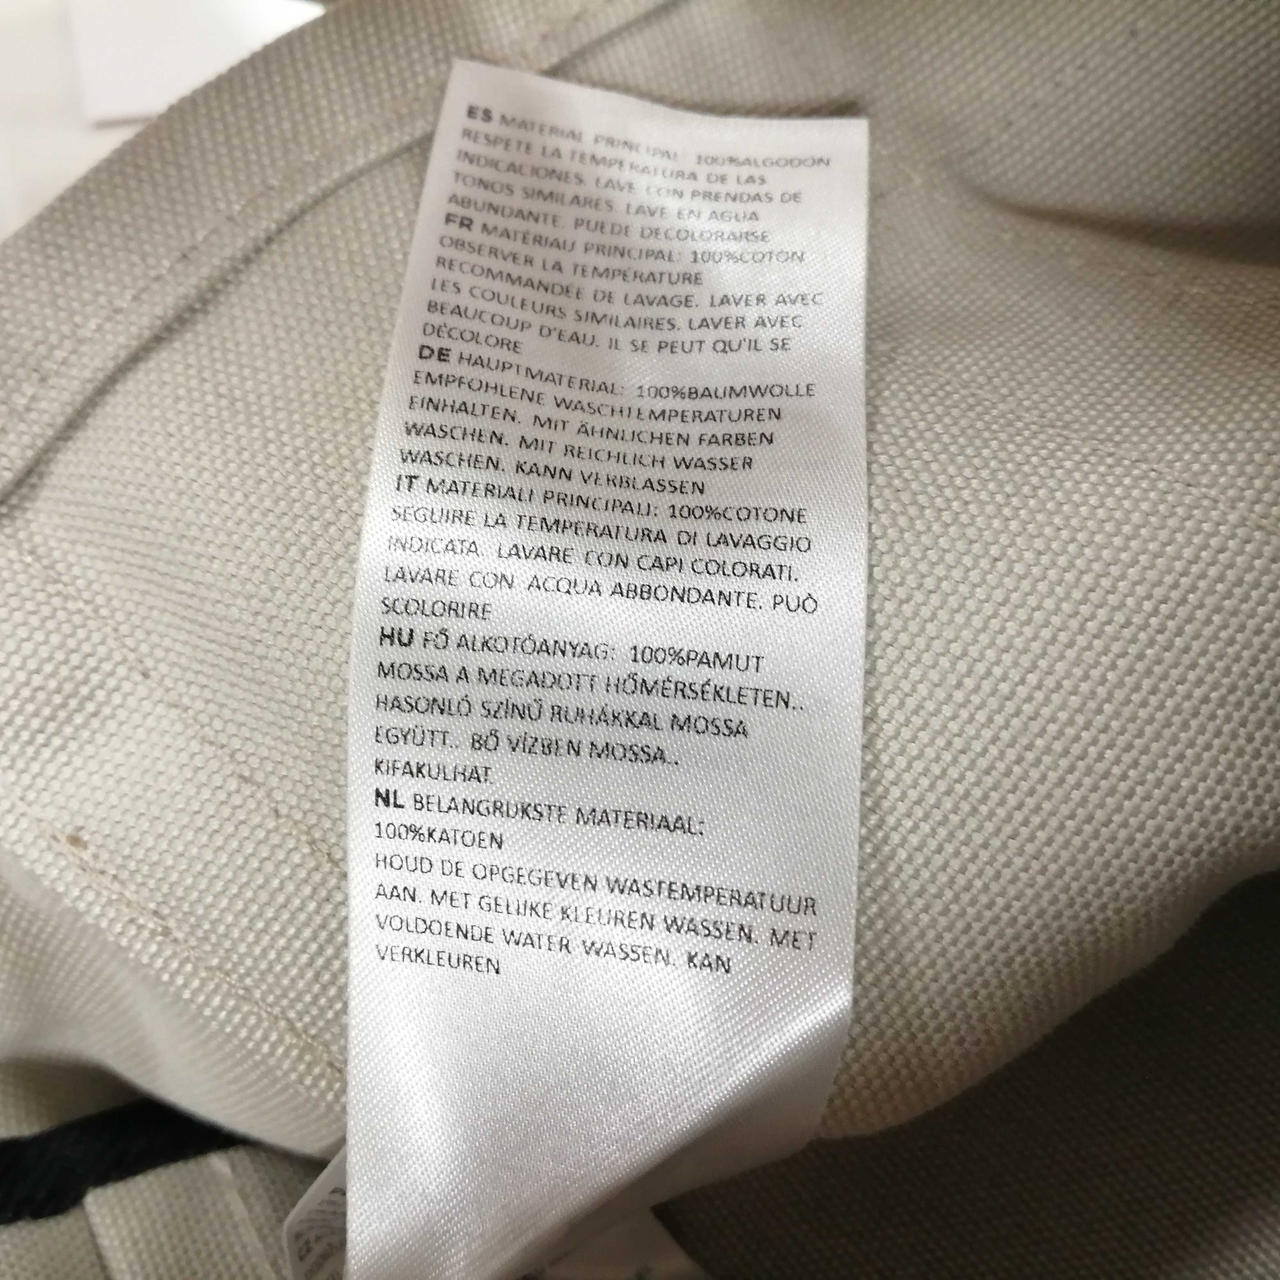 ES MATERIAL PRINCIPAL 100%ALGODÓN
RESPETE LA TEMPERATURA DE LAS
INDICACIONES. LAVE CON PRENDAS DE
TONOS SIMILARES. LAVE EN AGUA
ABUNDANTE. PUEDE DECOLORARSE
FR MATÉRIAU PRINCIPAL: 100%COTON
OBSERVER LA TEMPÉRATURE
RECOMMANDÉE DE LAVAGE. LAVER AVEC
LES COULEURS SIMILAIRES. LAVER AVEC
BEAUCOUP D'EAU. IL SE PEUT QU'IL SE
DÉCOLORE
DE HAUPTMATERIAL: 100%BAUMWOLLE
EMPFOHLENE WASCHTEMPERATUREN
EINHALTEN. MIT ÄHNLICHEN FARBEN
WASCHEN. MIT REICHLICH WASSER
WASCHEN. KANN VERBLASSEN
IT MATERIALI PRINCIPALI: 100%COTONE
SEGUIRE LA TEMPERATURA DI LAVAGGIO
INDICATA. LAVARE CON CAPI COLORATI.
LAVARE CON ACQUA ABBONDANTE. PUÒ
SCOLORIRE
HU FŐ ALKOTÓANYAG: 100%PAMUT
MOSSA A MEGADOTT HŐMÉRSÉKLETEN..
HASONLÓ SZÍNŰ RUHÁKKAL MOSSA
EGYÜTT.. BŐ VÍZBEN MOSSA..
KIFAKULHAT
NL BELANGRIJKSTE MATERIAAL:
100%KATOEN
HOUD DE OPGEGEVEN WASTEMPERATUUR
AAN. MET GELIJKE KLEUREN WASSEN. MET
VOLDOENDE WATER WASSEN. KAN
VERKLEUREN